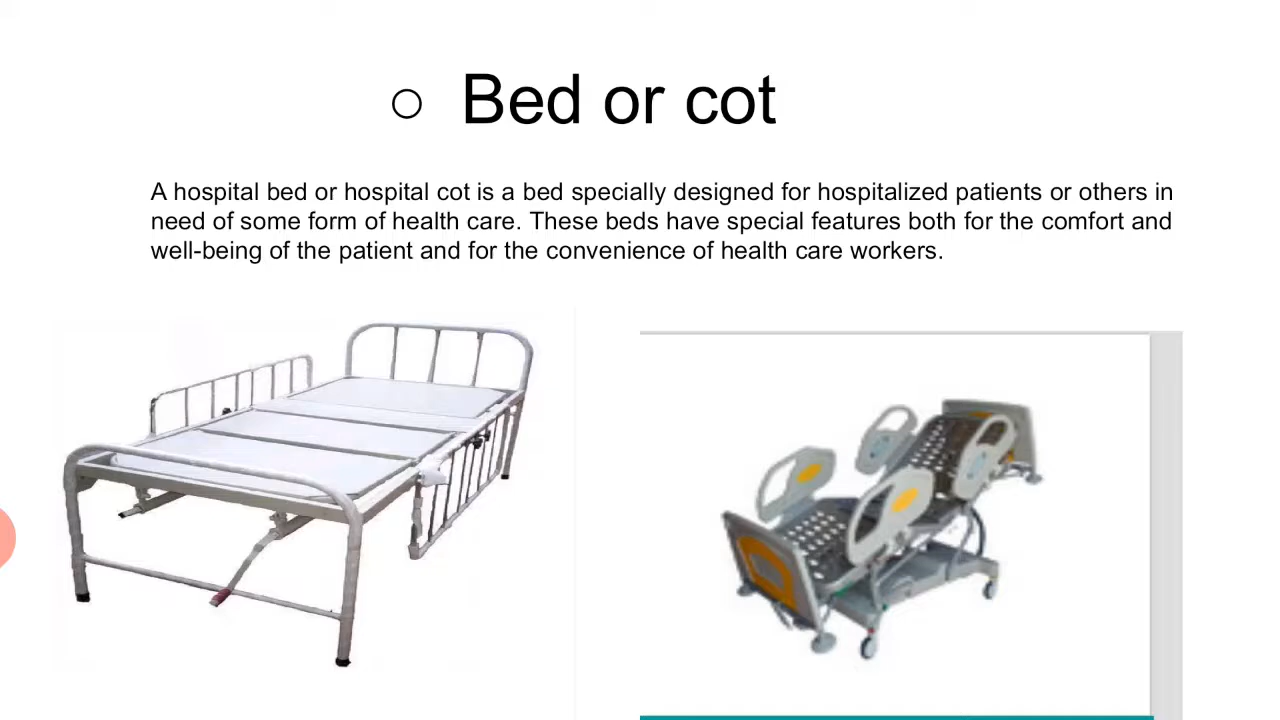 Bed or cot
A hospital bed or hospital cot is a bed specially designed for hospitalized patients or others in
need of some form of health care. These beds have special features both for the comfort and
well-being of the patient and for the convenience of health care workers.